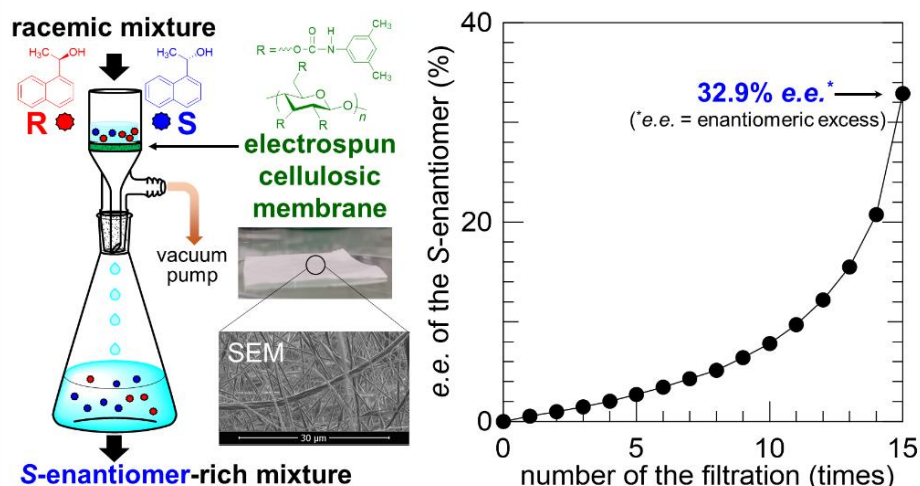 racemic mixture
H₃C OH
H₃C OH
R
S
R = O N H
O
CH₃
CH₃
R
O
O
R R
n
electrospun
cellulosic
membrane
vacuum
pump
SEM
30 µm
S-enantiomer-rich mixture
e.e. of the S-enantiomer (%)
40
20
0
32.9% e.e.*
(*e.e. = enantiomeric excess)
0 5 10 15
number of the filtration (times)